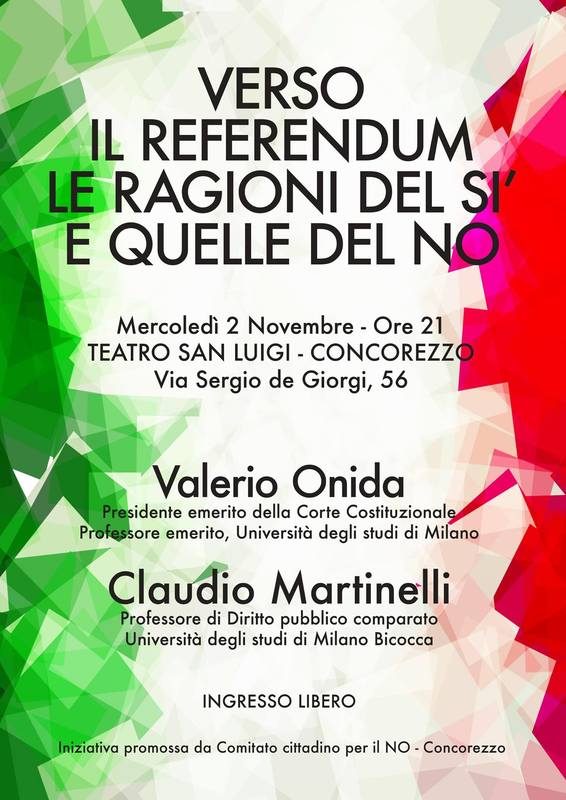 VERSO
IL REFERENDUM
LE RAGIONI DEL SI'
E QUELLE DEL NO
Mercoledì 2 Novembre - Ore 21
TEATRO SAN LUIGI - CONCOREZZO
Via Sergio de Giorgi, 56
Valerio Onida
Presidente emerito della Corte Costituzionale
Professore emerito, Università degli studi di Milano
Claudio Martinelli
Professore di Diritto pubblico comparato
Università degli studi di Milano Bicocca
INGRESSO LIBERO
Iniziativa promossa da Comitato cittadino per il NO - Concorezzo